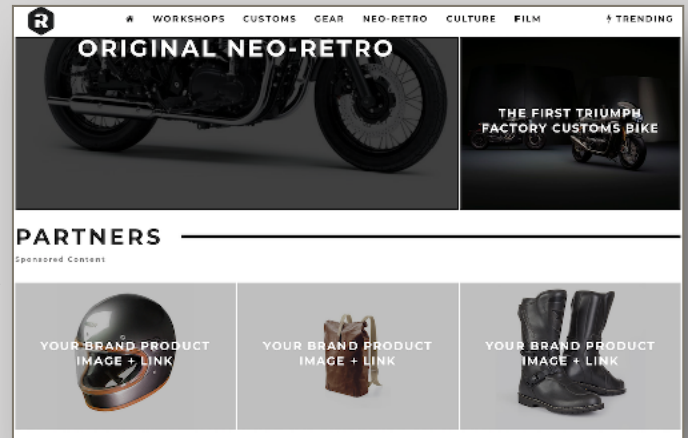 R
WORKSHOPS CUSTOMS GEAR NEO-RETRO CULTURE FILM TRENDING
ORIGINAL NEO-RETRO
THE FIRST TRIUMPH
FACTORY CUSTOMS BIKE
PARTNERS
Sponsored Content
YOUR BRAND PRODUCT
IMAGE + LINK
YOUR BRAND PRODUCT
IMAGE + LINK
YOUR BRAND PRODUCT
IMAGE + LINK